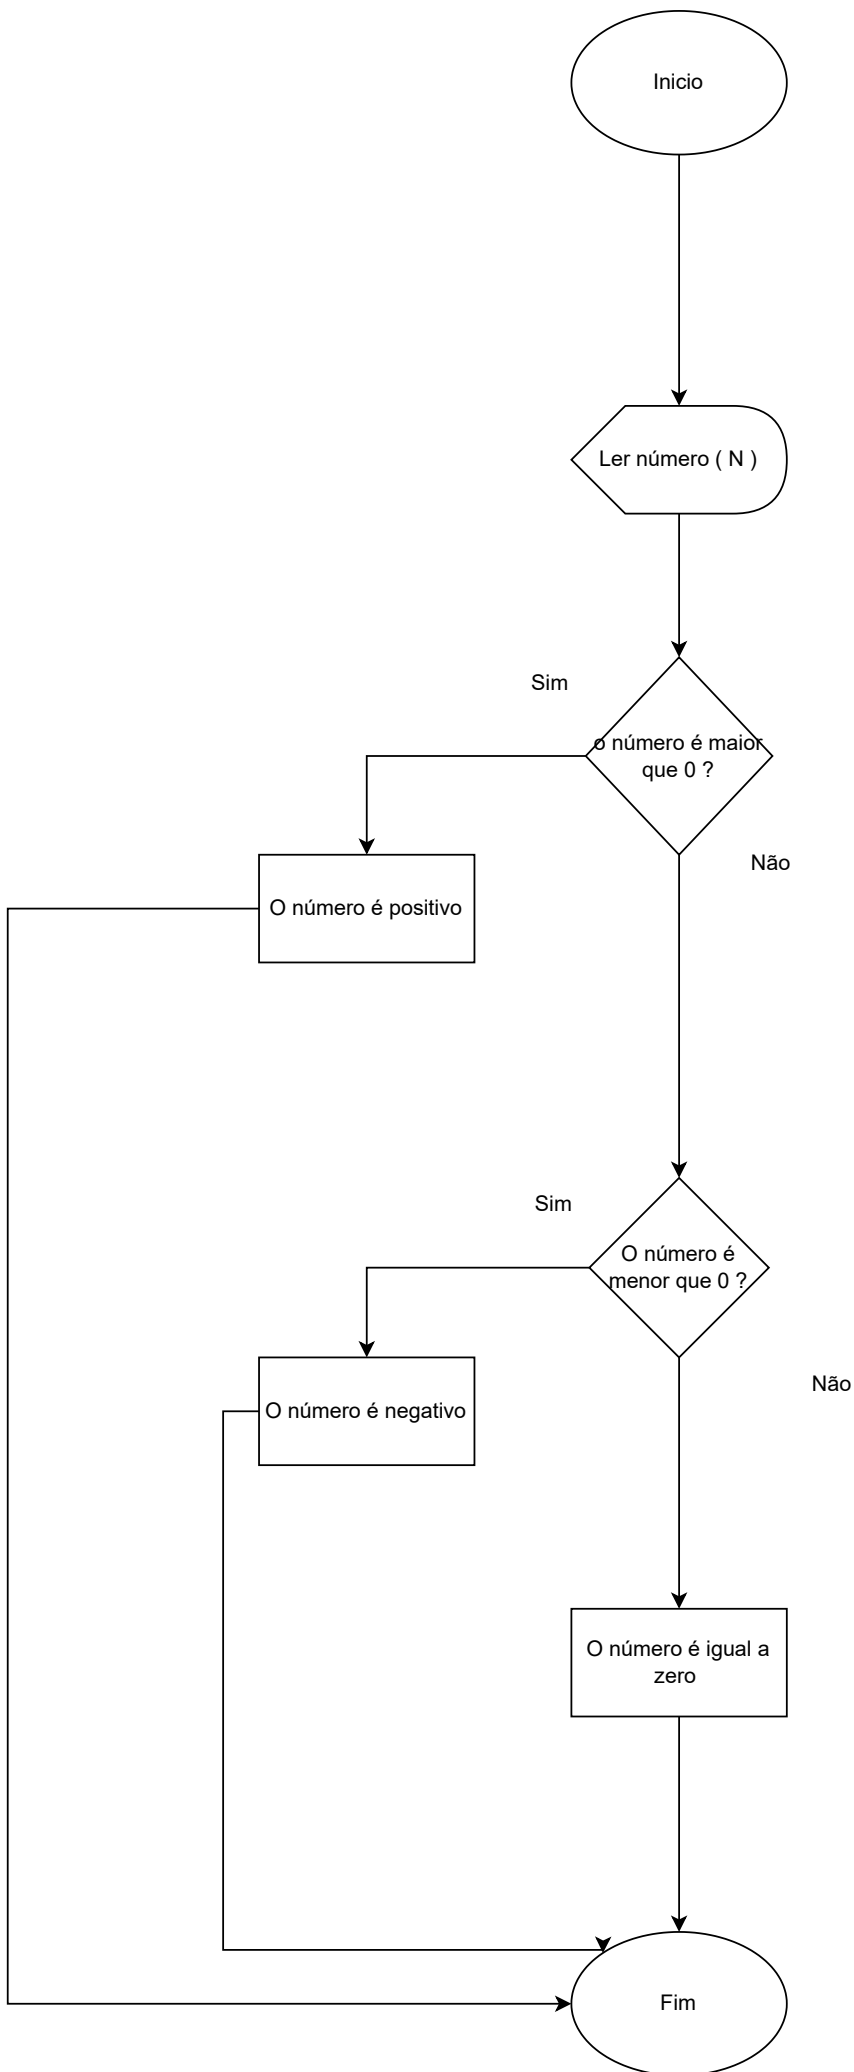 Inicio
Ler número ( N )
Sim
o número é maior
que 0 ?
Não
O número é positivo
Sim
O número é
menor que 0 ?
Não
O número é negativo
O número é igual a
zero
Fim